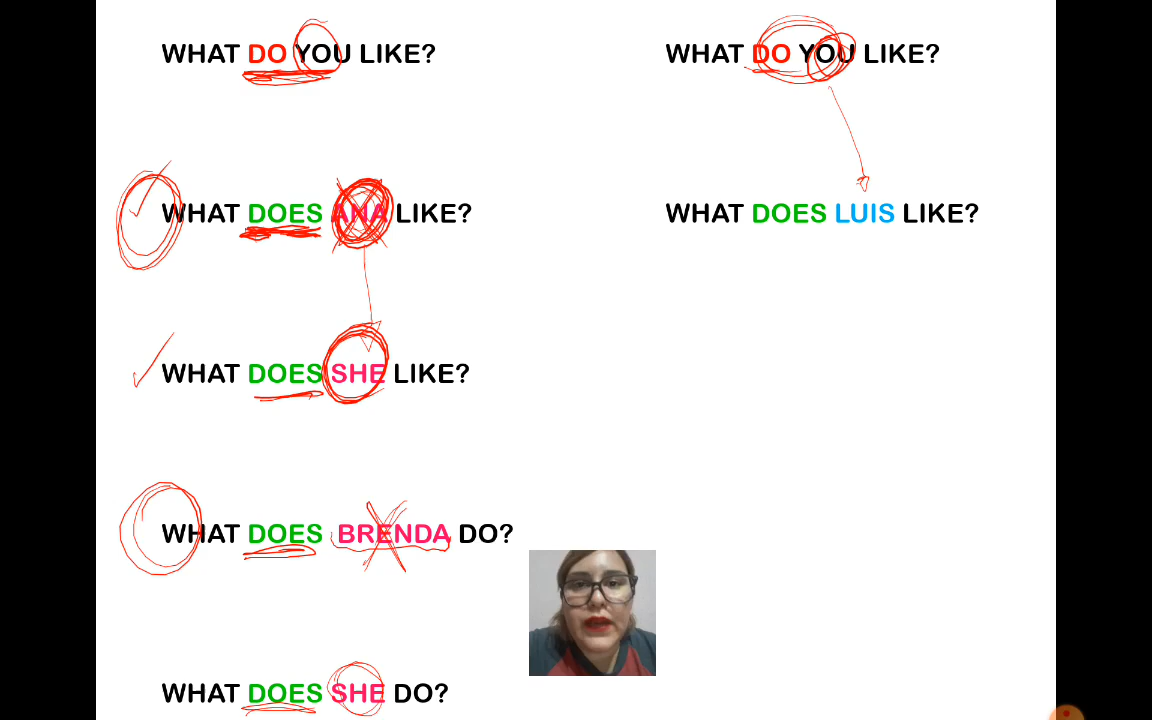 WHAT DO YOU LIKE?
WHAT DOES ANA LIKE?
WHAT DOES SHE LIKE?
WHAT DOES BRENDA DO?
WHAT DOES SHE DO?
WHAT DO YOU LIKE?
WHAT DOES LUIS LIKE?